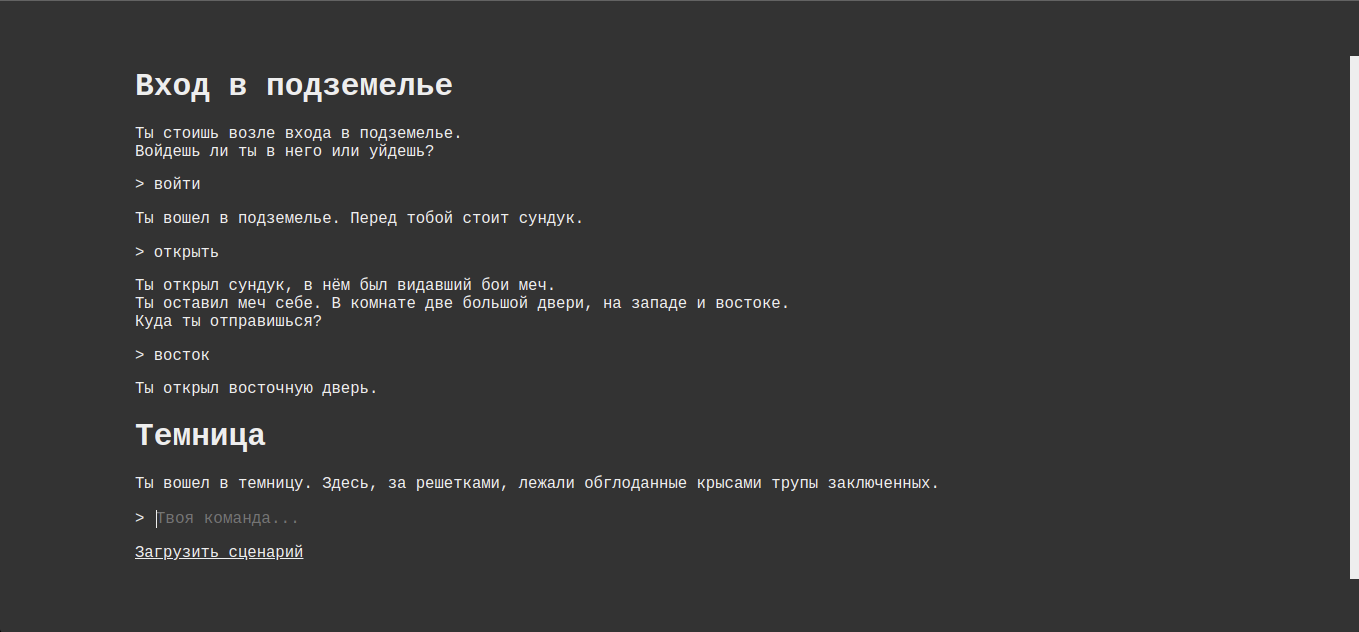 Вход в подземелье
Ты стоишь возле входа в подземелье.
Войдешь ли ты в него или уйдешь?
> войти
Ты вошел в подземелье. Перед тобой стоит сундук.
> открыть
Ты открыл сундук, в нём был видавший бои меч.
Ты оставил меч себе. В комнате две большой двери, на западе и востоке.
Куда ты отправишься?
> восток
Ты открыл восточную дверь.
Темница
Ты вошел в темницу. Здесь, за решетками, лежали обглоданные крысами трупы заключенных.
> Твоя команда...
Загрузить сценарий